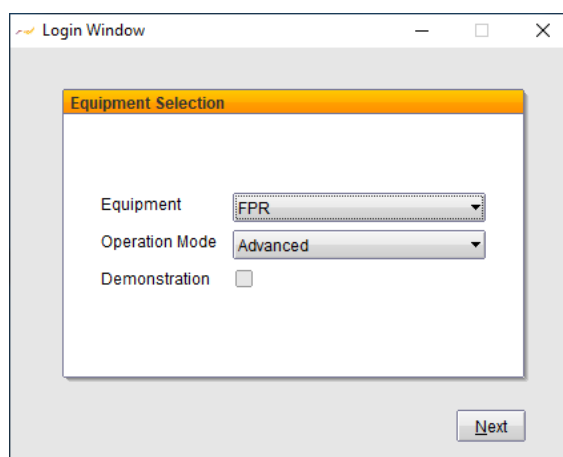 Login Window
Equipment Selection
Equipment FPR
Operation Mode Advanced
Demonstration
Next